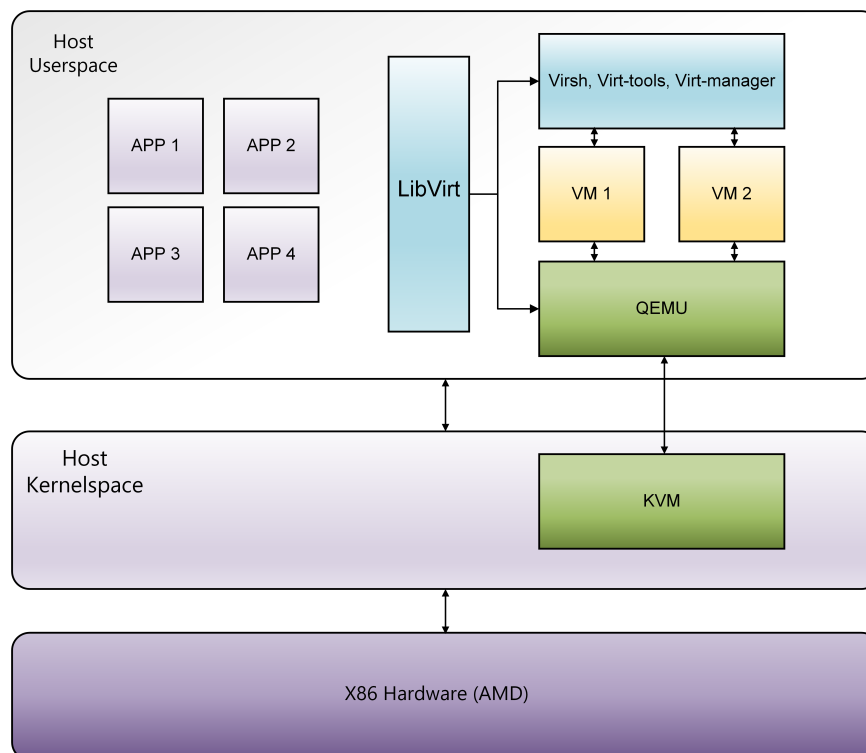 Host
Userspace
APP 1
APP 2
APP 3
APP 4
LibVirt
Virsh, Virt-tools, Virt-manager
VM 1
VM 2
QEMU
Host
Kernelspace
KVM
X86 Hardware (AMD)